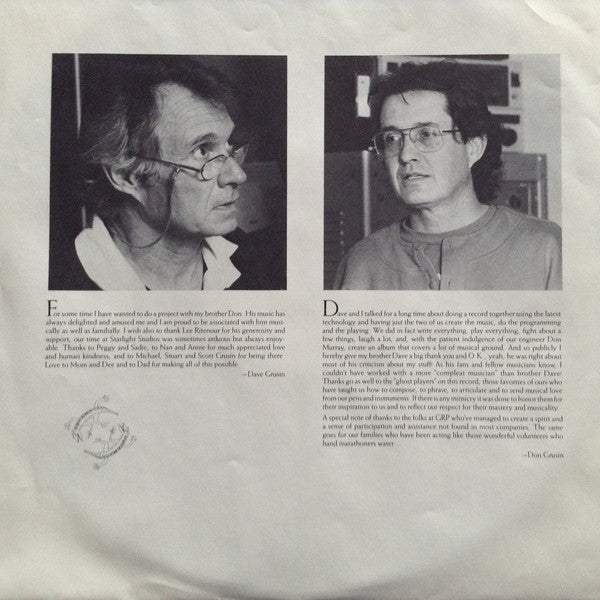 For some time I have wanted to do a project with my brother Don. His music has
always delighted and amused me and I am proud to be associated with him musi-
cally as well as familially. I wish also to thank Lee Ritenour for his generosity and
support; our time at Starlight Studios was sometimes arduous but always enjoy-
able. Thanks to Peggy and Sadie, to Nan and Annie for much appreciated love
and human kindness, and to Michael, Stuart and Scott Grusin for being there.
Love to Mom and Dee and to Dad for making all of this possible.
—Dave Grusin
Dave and I talked for a long time about doing a record together using the latest
technology and having just the two of us create the music, do the programming
and the playing. We did in fact write everything, play everything, fight about a
few things, laugh a lot, and, with the patient indulgence of our engineer Don
Murray, create an album that covers a lot of musical ground. And so publicly I
hereby give my brother Dave a big thank you and O.K., yeah, he was right about
most of his criticism about my stuff! As his fans and fellow musicians know, I
couldn't have worked with a more "compleat musician" than brother Dave!
Thanks go as well to the "ghost players" on this record, those favorites of ours who
have taught us how to compose, to phrase, to articulate and to send musical love
from our pens and instruments. If there is any mimicry it was done to honor them for
their inspiration to us and to reflect our respect for their mastery and musicality.
A special note of thanks to the folks at GRP who've managed to create a spirit and
a sense of participation and assistance not found in most companies. The same
goes for our families who have been acting like those wonderful volunteers who
hand marathoners water.
—Don Grusin